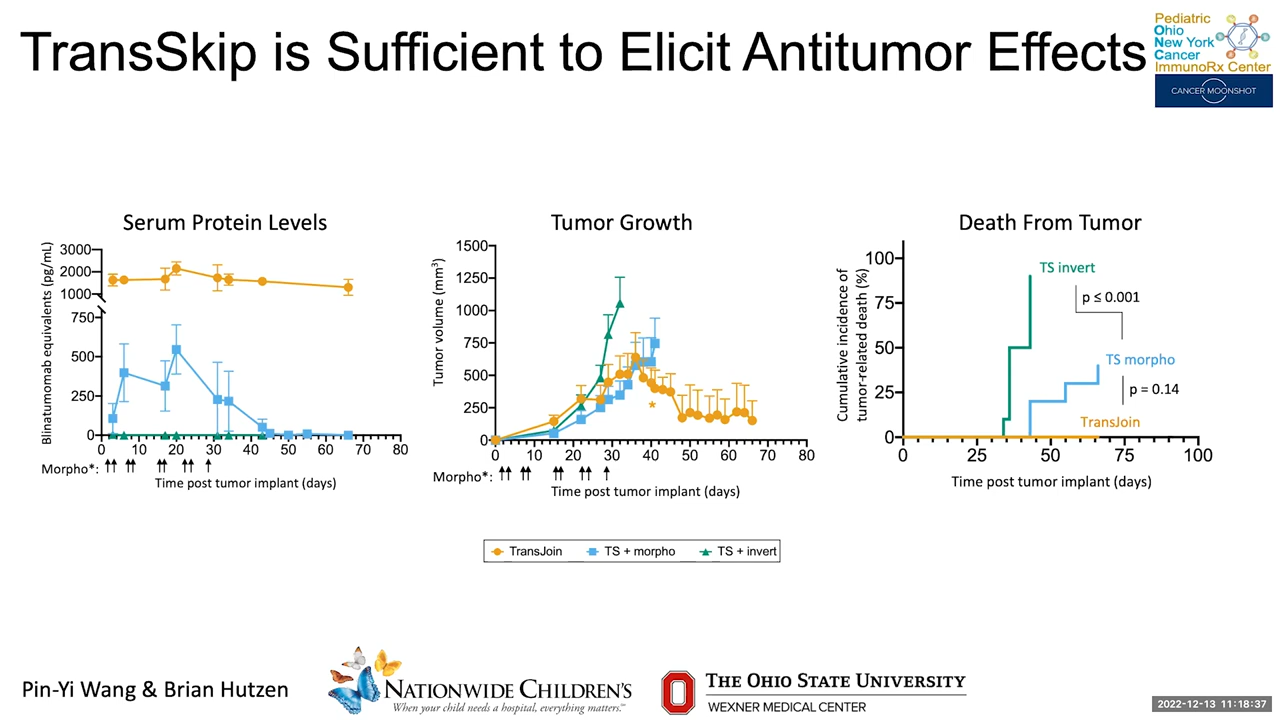 TransSkip is Sufficient to Elicit Antitumor Effects
Pediatric
Ohio
New York
Cancer
ImmunoRx Center
CANCER MOONSHOT
Serum Protein Levels
Blinatumomab equivalents (pg/mL)
3000
2000
1000
750
500
250
0
0 10 20 30 40 50 60 70 80
Morpho*:
Time post tumor implant (days)
Tumor Growth
Tumor volume (mm³)
1500
1250
1000
750
500
250
0
0 10 20 30 40 50 60 70 80
*
Morpho*:
Time post tumor implant (days)
Death From Tumor
Cumulative incidence of
tumor-related death (%)
100
75
50
25
0
0 25 50 75 100
TS invert
p ≤ 0.001
TS morpho
p = 0.14
TransJoin
Time post tumor implant (days)
TransJoin TS + morpho TS + invert
Pin-Yi Wang & Brian Hutzen
NATIONWIDE CHILDREN'S
When your child needs a hospital, everything matters.℠
THE OHIO STATE UNIVERSITY
WEXNER MEDICAL CENTER
2022-12-13 11:18:37